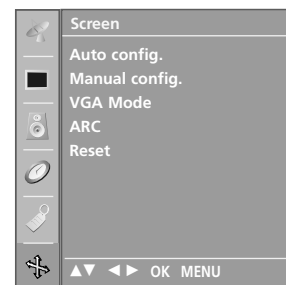 Screen
Auto config.
Manual config.
VGA Mode
ARC
Reset
▲▼ ◄► OK MENU